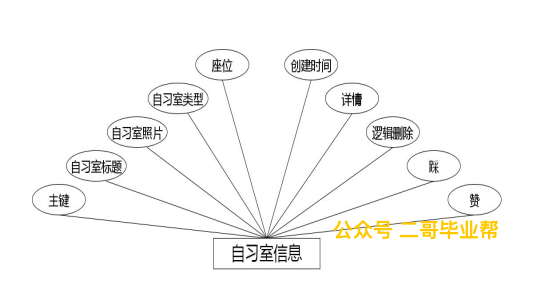 座位
创建时间
自习室类型
详情
自习室照片
逻辑删除
自习室标题
踩
主键
赞
公众号 二哥毕业帮
自习室信息